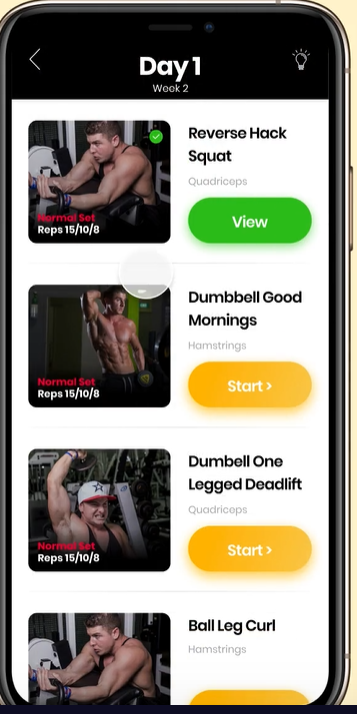 Day 1
Week 2
Reverse Hack
Squat
Quadriceps
Normal Set
Reps 15/10/8
View
Dumbbell Good
Mornings
Hamstrings
Normal Set
Reps 15/10/8
Start >
Dumbell One
Legged Deadlift
Quadriceps
Normal Set
Reps 15/10/8
Start >
Ball Leg Curl
Hamstrings